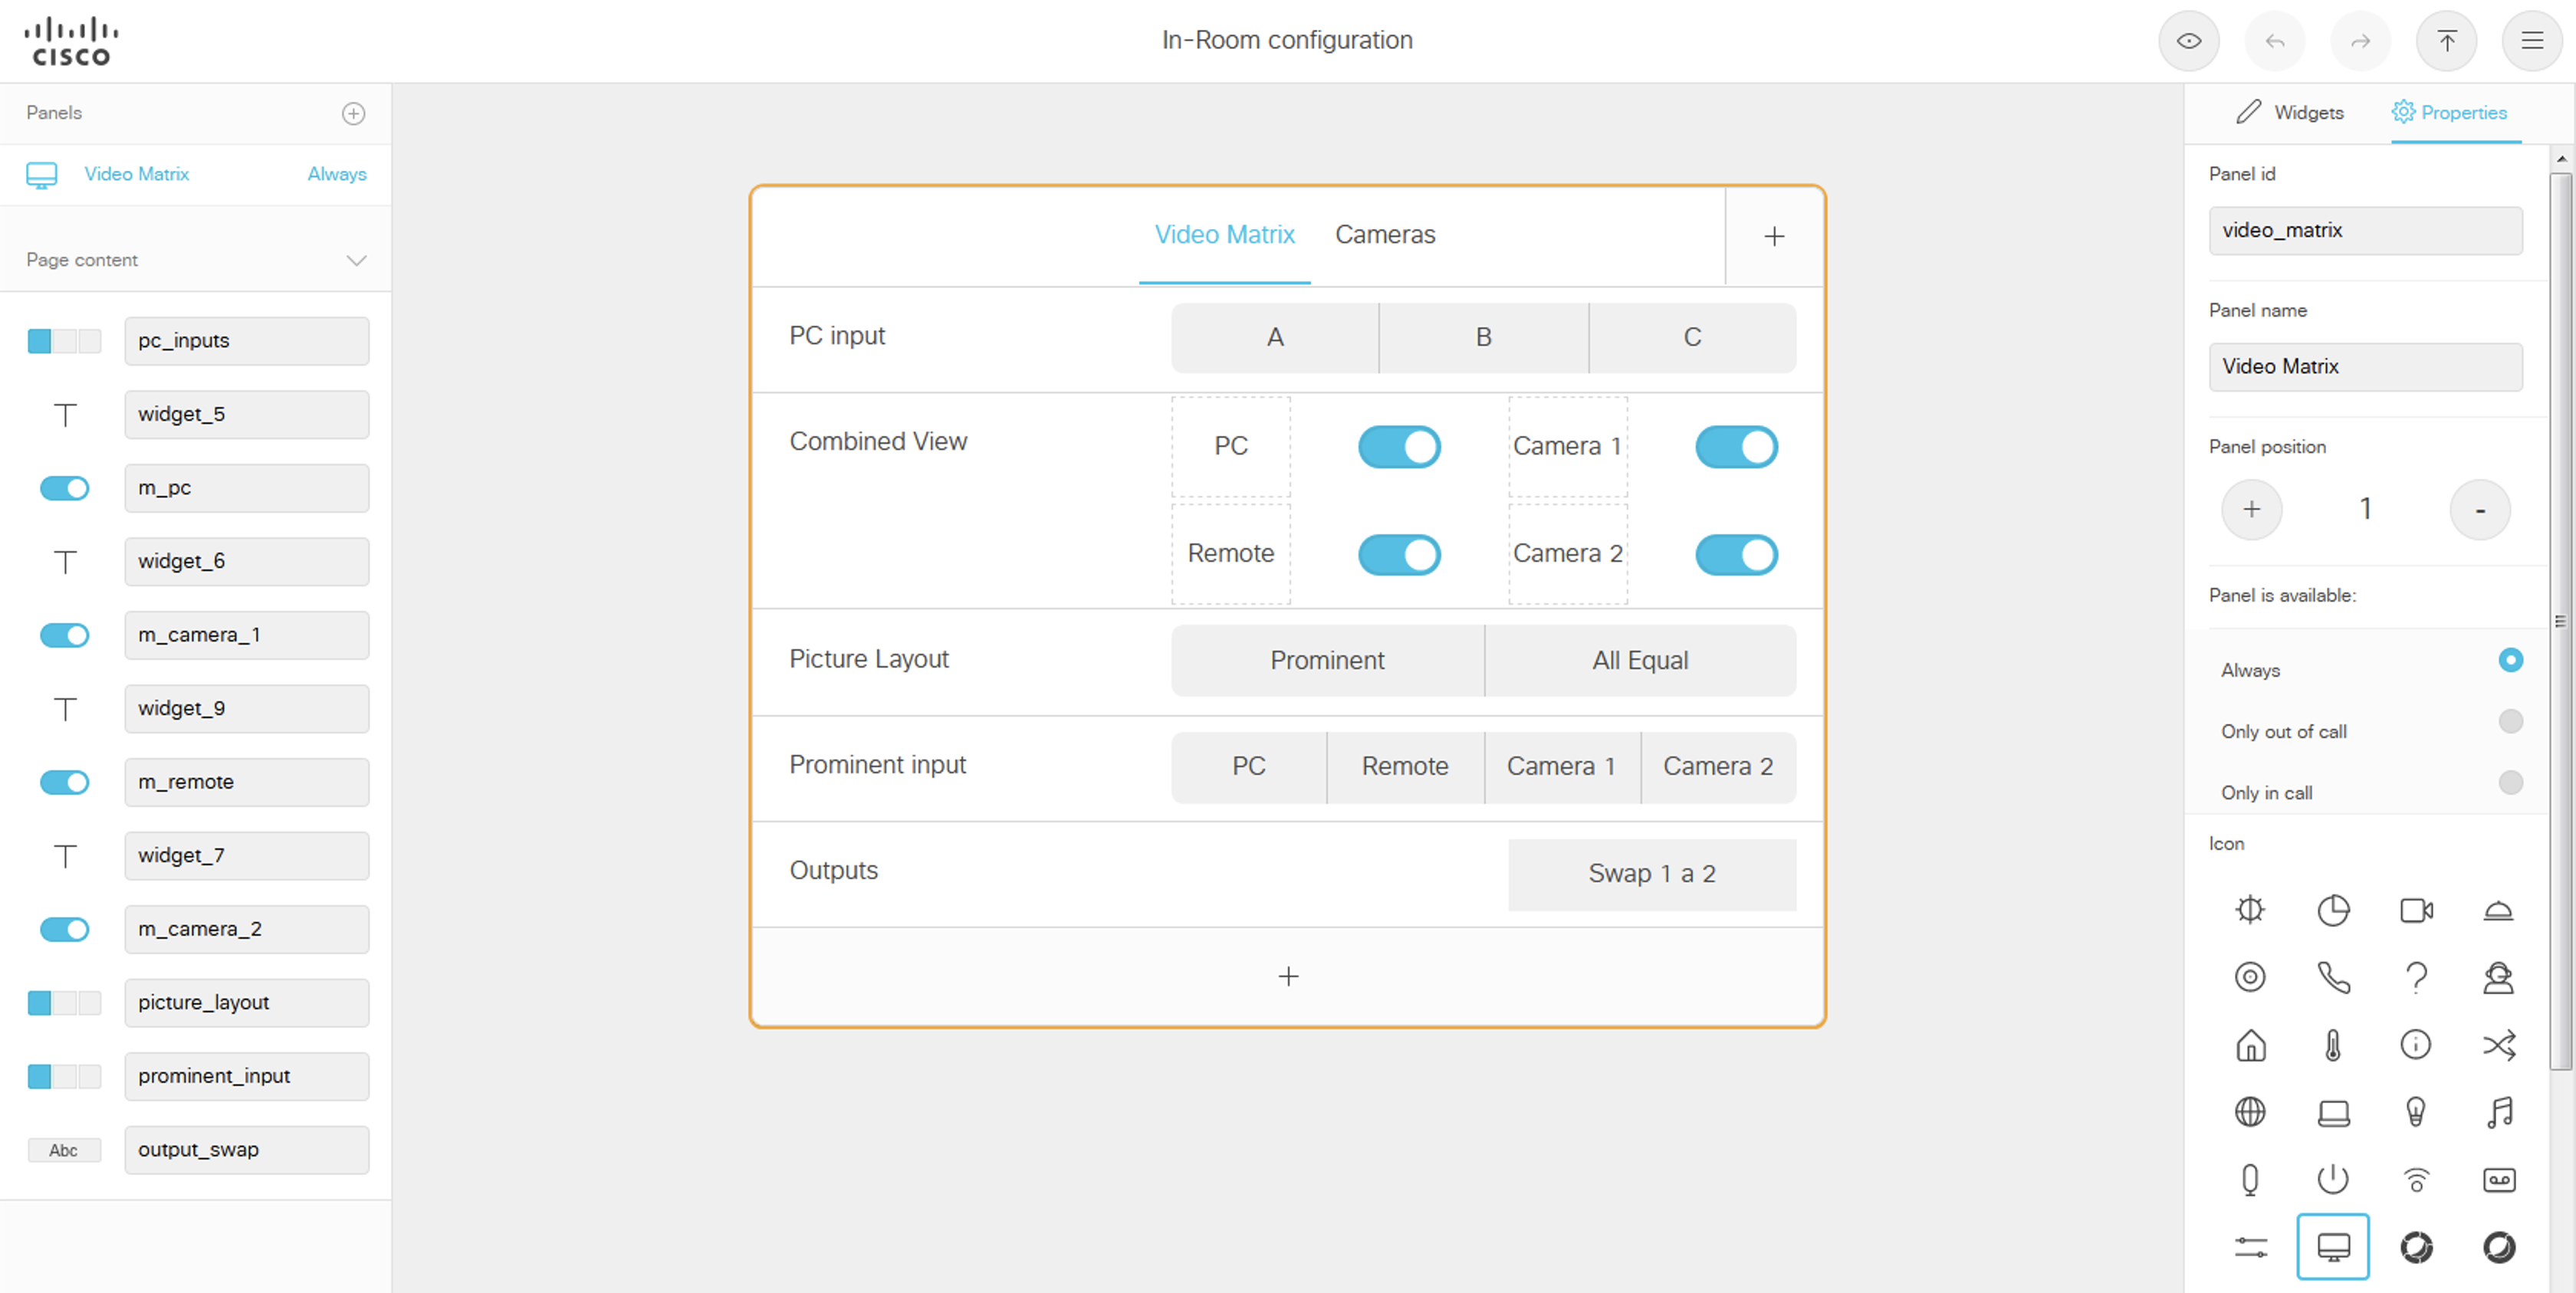 CISCO
In-Room configuration
Panels
Video Matrix Always
Page content
pc_inputs
widget_5
m_pc
widget_6
m_camera_1
widget_9
m_remote
widget_7
m_camera_2
picture_layout
prominent_input
Abc output_swap
Video Matrix Cameras +
PC input A B C
Combined View PC Camera 1
Remote Camera 2
Picture Layout Prominent All Equal
Prominent input PC Remote Camera 1 Camera 2
Outputs Swap 1 a 2
+
Widgets Properties
Panel id
video_matrix
Panel name
Video Matrix
Panel position
+ 1 -
Panel is available:
Always
Only out of call
Only in call
Icon